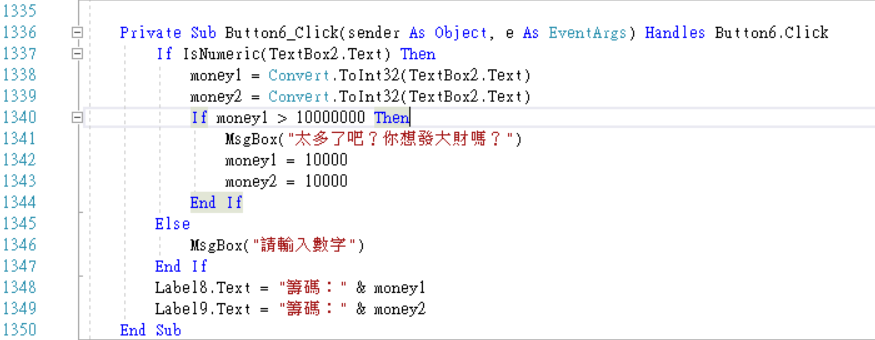 1335
1336 Private Sub Button6_Click(sender As Object, e As EventArgs) Handles Button6.Click
1337 If IsNumeric(TextBox2.Text) Then
1338 money1 = Convert.ToInt32(TextBox2.Text)
1339 money2 = Convert.ToInt32(TextBox2.Text)
1340 If money1 > 10000000 Then
1341 MsgBox("太多了吧？你想發大財嗎？")
1342 money1 = 10000
1343 money2 = 10000
1344 End If
1345 Else
1346 MsgBox("請輸入數字")
1347 End If
1348 Label8.Text = "籌碼：" & money1
1349 Label9.Text = "籌碼：" & money2
1350 End Sub